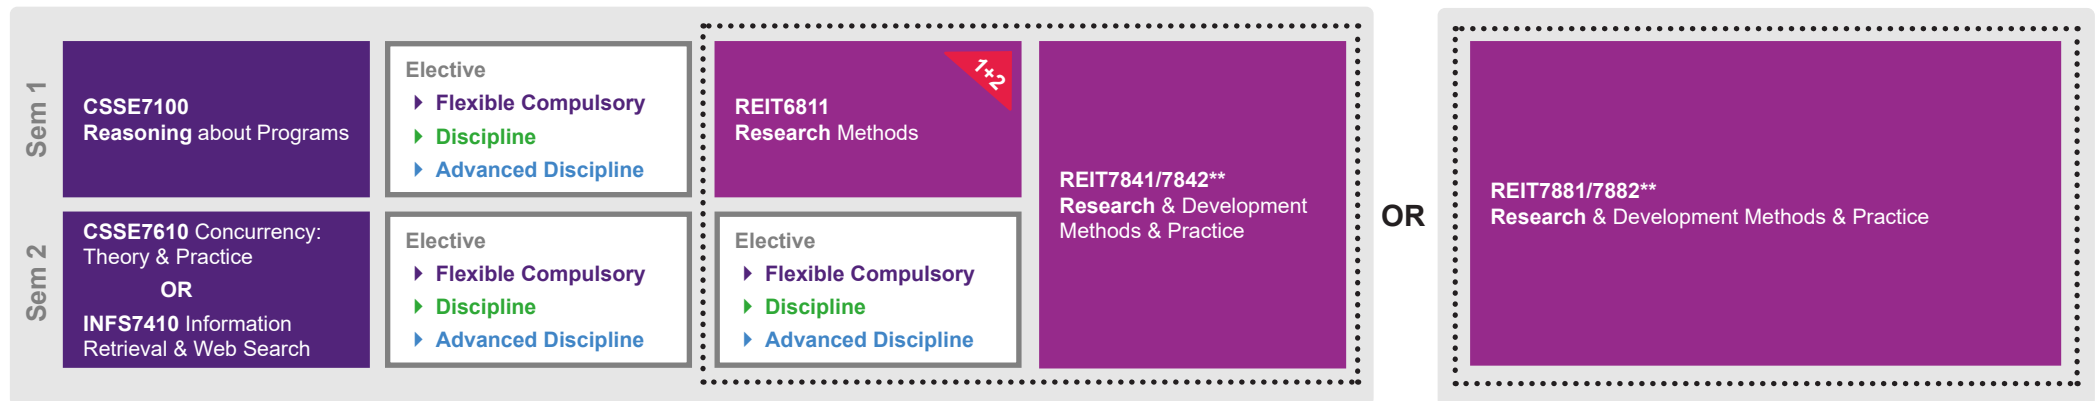 Sem 1
CSSE7100
Reasoning about Programs
Elective
Flexible Compulsory
Discipline
Advanced Discipline
REIT6811
Research Methods
1+2
REIT7841/7842**
Research & Development
Methods & Practice
Sem 2
CSSE7610 Concurrency:
Theory & Practice
OR
INFS7410 Information
Retrieval & Web Search
Elective
Flexible Compulsory
Discipline
Advanced Discipline
Elective
Flexible Compulsory
Discipline
Advanced Discipline
OR
REIT7881/7882**
Research & Development Methods & Practice